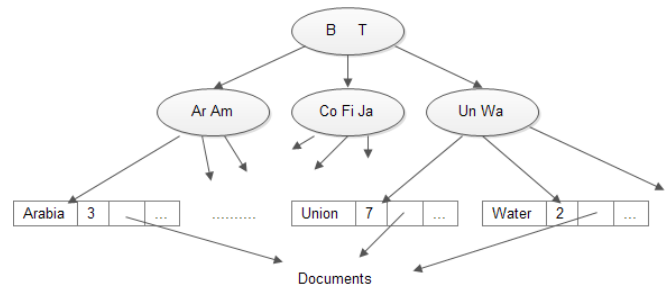 B T
Ar Am Co Fi Ja Un Wa
Arabia 3 ... .......... Union 7 ... Water 2 ...
Documents